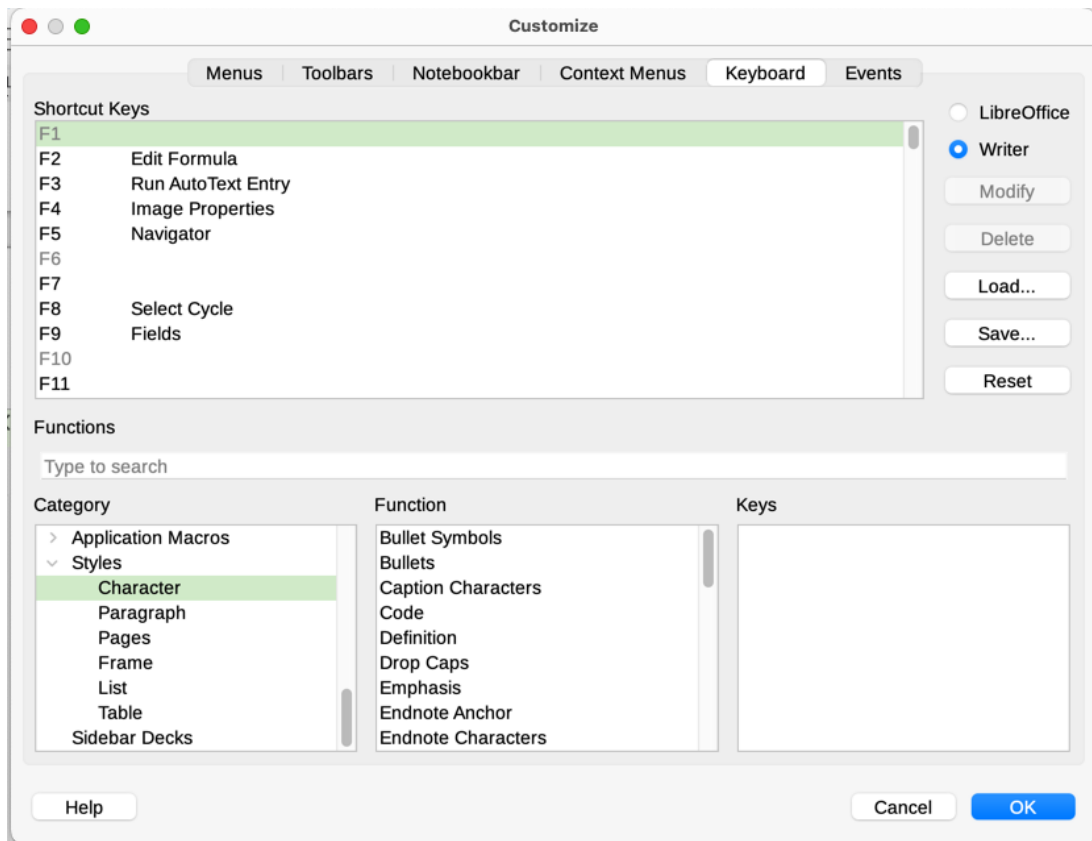 Customize
Menus Toolbars Notebookbar Context Menus Keyboard Events
Shortcut Keys
F1
F2 Edit Formula
F3 Run AutoText Entry
F4 Image Properties
F5 Navigator
F6
F7
F8 Select Cycle
F9 Fields
F10
F11
LibreOffice
Writer
Modify
Delete
Load...
Save...
Reset
Functions
Type to search
Category
Application Macros
Styles
Character
Paragraph
Pages
Frame
List
Table
Sidebar Decks
Function
Bullet Symbols
Bullets
Caption Characters
Code
Definition
Drop Caps
Emphasis
Endnote Anchor
Endnote Characters
Keys
Help
Cancel
OK